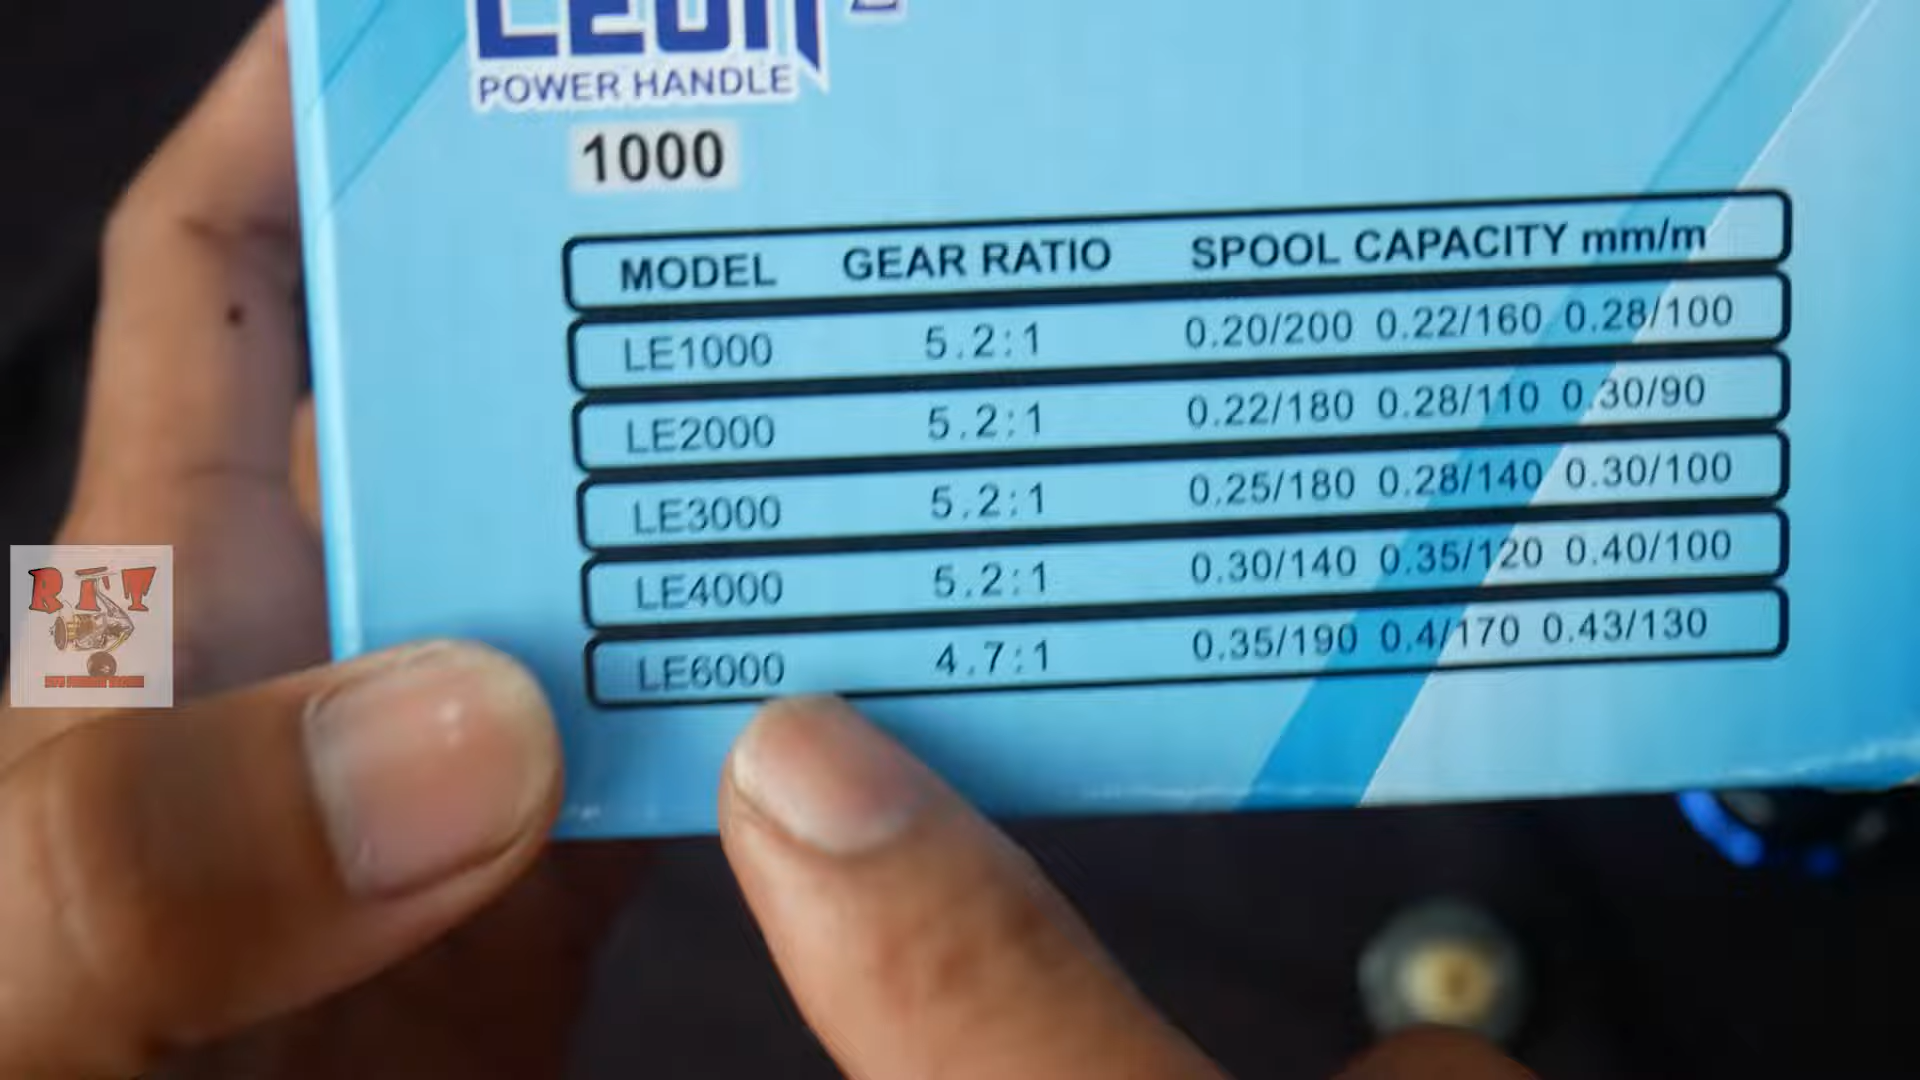 POWER HANDLE
1000
MODEL GEAR RATIO SPOOL CAPACITY mm/m
LE1000 5.2:1 0.20/200 0.22/160 0.28/100
LE2000 5.2:1 0.22/180 0.28/110 0.30/90
LE3000 5.2:1 0.25/180 0.28/140 0.30/100
LE4000 5.2:1 0.30/140 0.35/120 0.40/100
LE6000 4.7:1 0.35/190 0.4/170 0.43/130